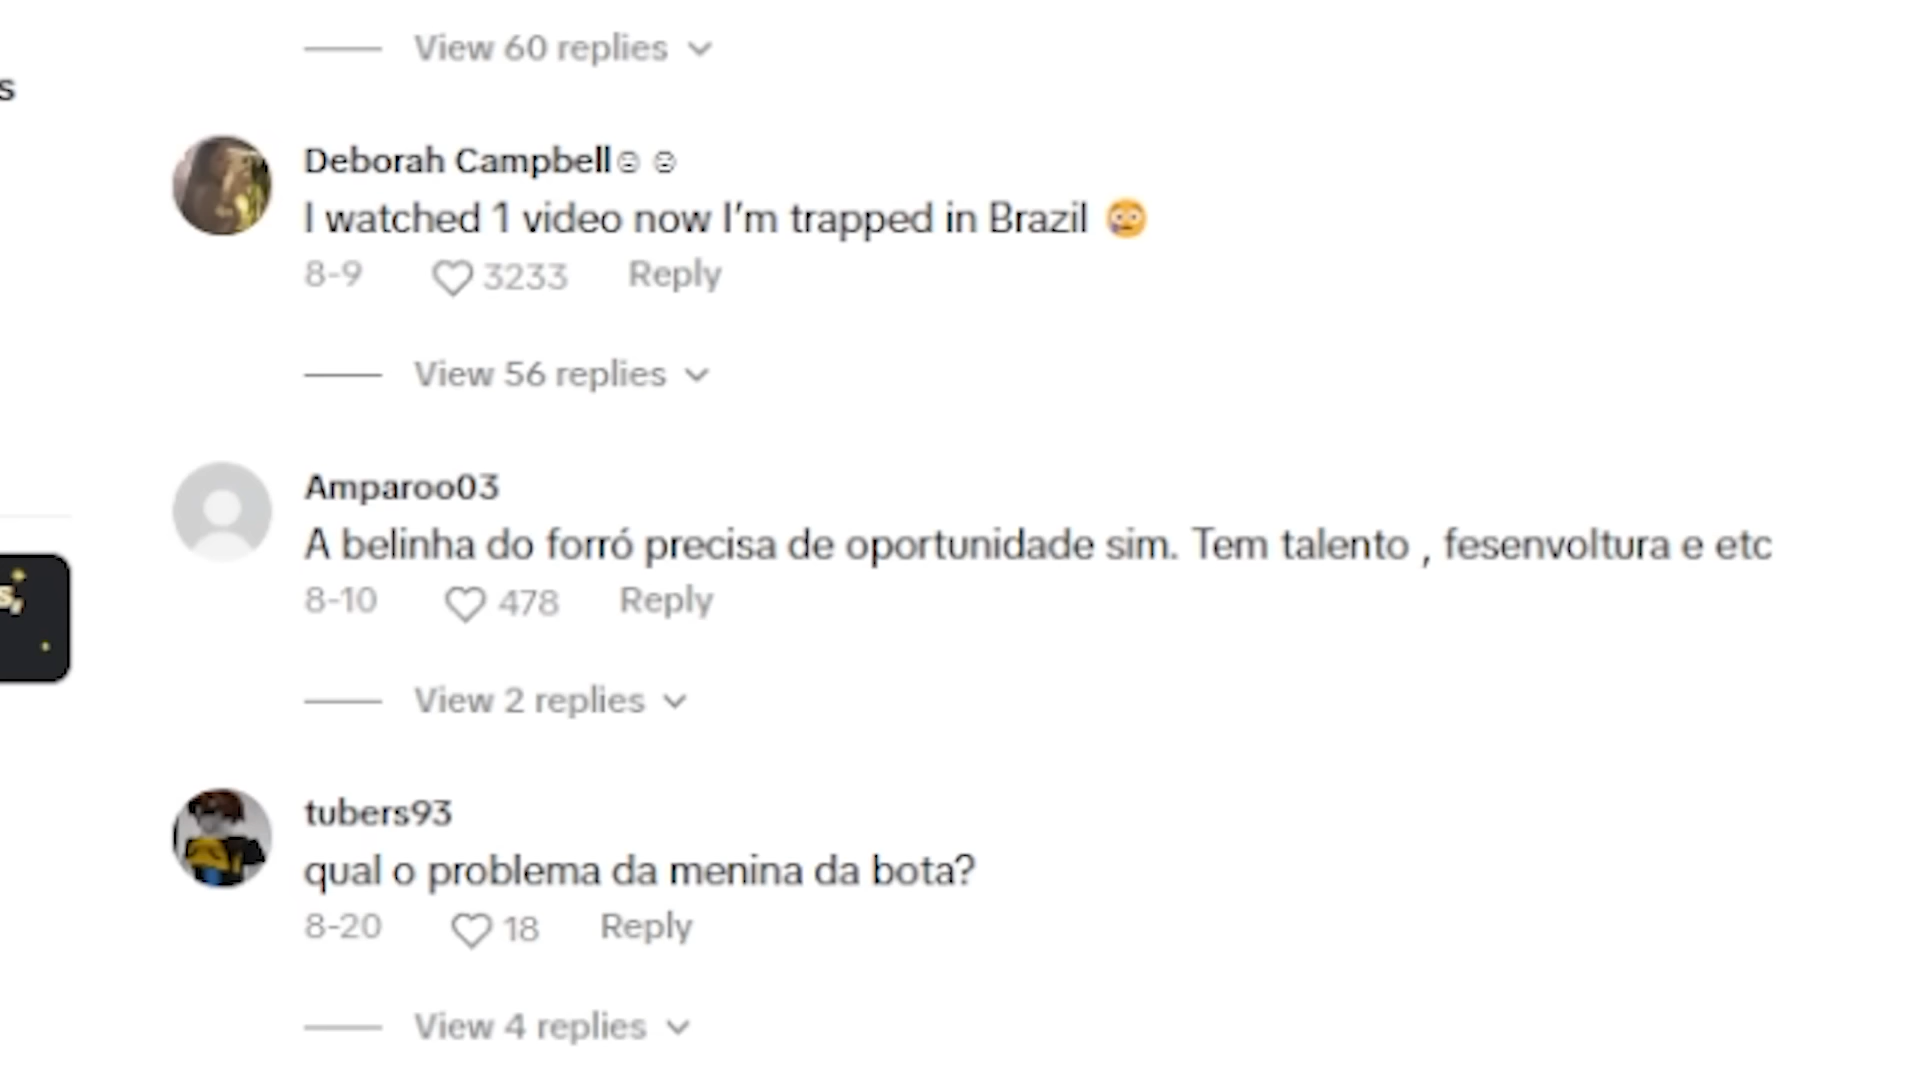 View 60 replies
s
Deborah Campbell☹ ☹
I watched 1 video now I'm trapped in Brazil 😳
8-9 3233 Reply
View 56 replies
Amparoo03
A belinha do forró precisa de oportunidade sim. Tem talento , fesenvoltura e etc
8-10 478 Reply
s,
View 2 replies
tubers93
qual o problema da menina da bota?
8-20 18 Reply
View 4 replies